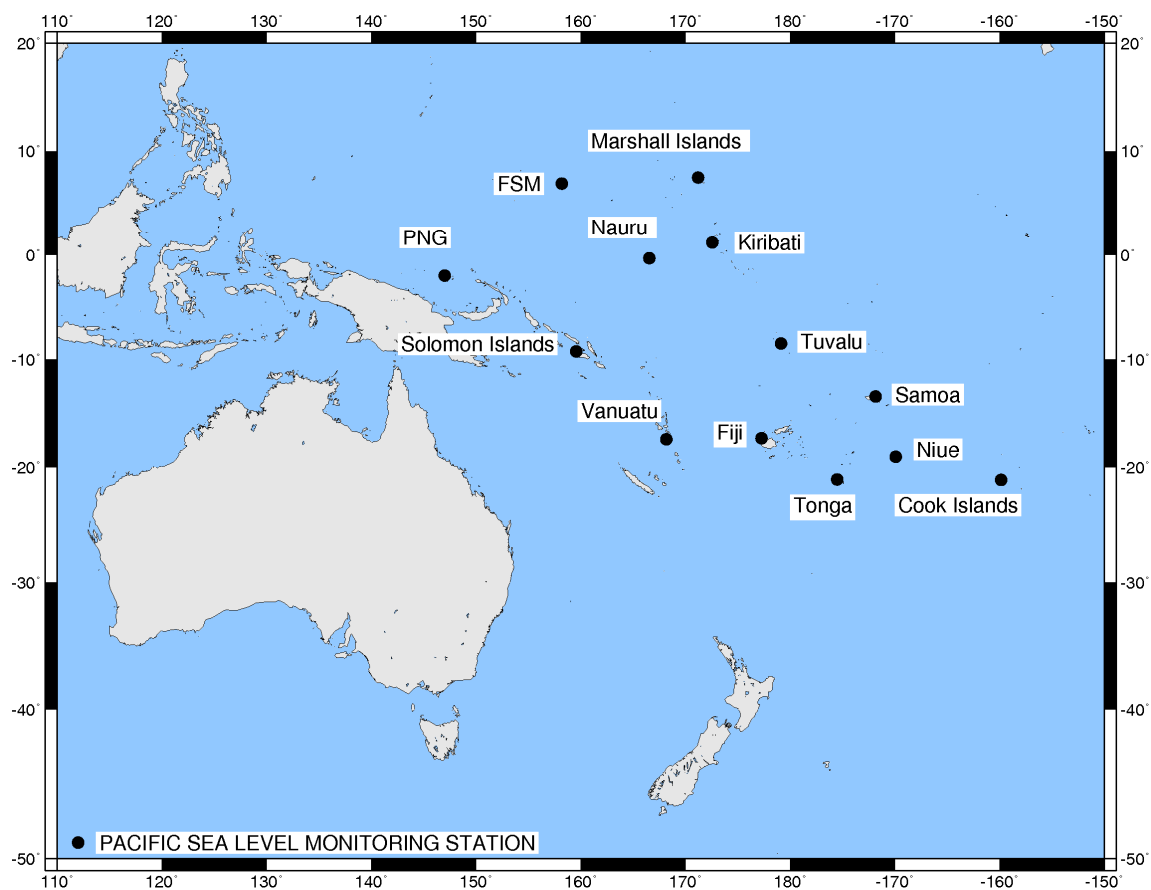 110° 120° 130° 140° 150° 160° 170° 180° -170° -160° -150°
20° 20°
Marshall Islands
10° 10°
FSM
Nauru
PNG
Kiribati
0° 0°
Solomon Islands
Tuvalu
-10° -10°
Samoa
Vanuatu
Fiji
Niue
-20° -20°
Tonga
Cook Islands
-30° -30°
-40° -40°
PACIFIC SEA LEVEL MONITORING STATION
-50° -50°
110° 120° 130° 140° 150° 160° 170° 180° -170° -160° -150°